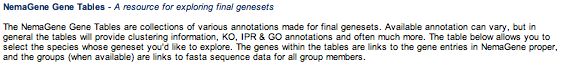 NemaGene Gene Tables - A resource for exploring final genesets
The NemaGene Gene Tables are collections of various annotations made for final genesets. Available annotation can vary, but in
general the tables will provide clustering information, KO, IPR & GO annotations and often much more. The table below allows you to
select the species whose geneset you'd like to explore. The genes within the tables are links to the gene entries in NemaGene proper,
and the groups (when available) are links to fasta sequence data for all group members.